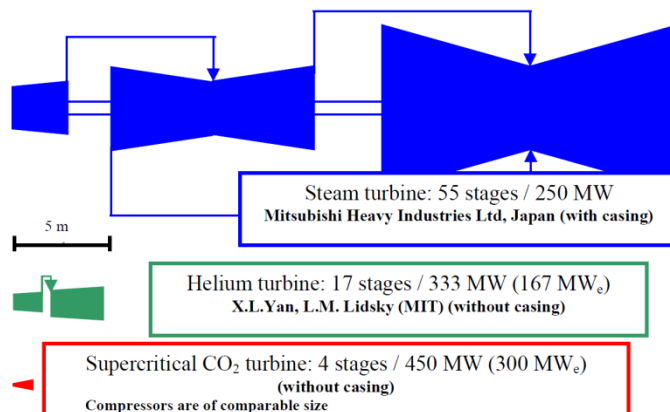 Steam turbine: 55 stages / 250 MW
Mitsubishi Heavy Industries Ltd, Japan (with casing)
5 m
Helium turbine: 17 stages / 333 MW (167 MWₑ)
X.L.Yan, L.M. Lidsky (MIT) (without casing)
Supercritical CO₂ turbine: 4 stages / 450 MW (300 MWₑ)
(without casing)
Compressors are of comparable size